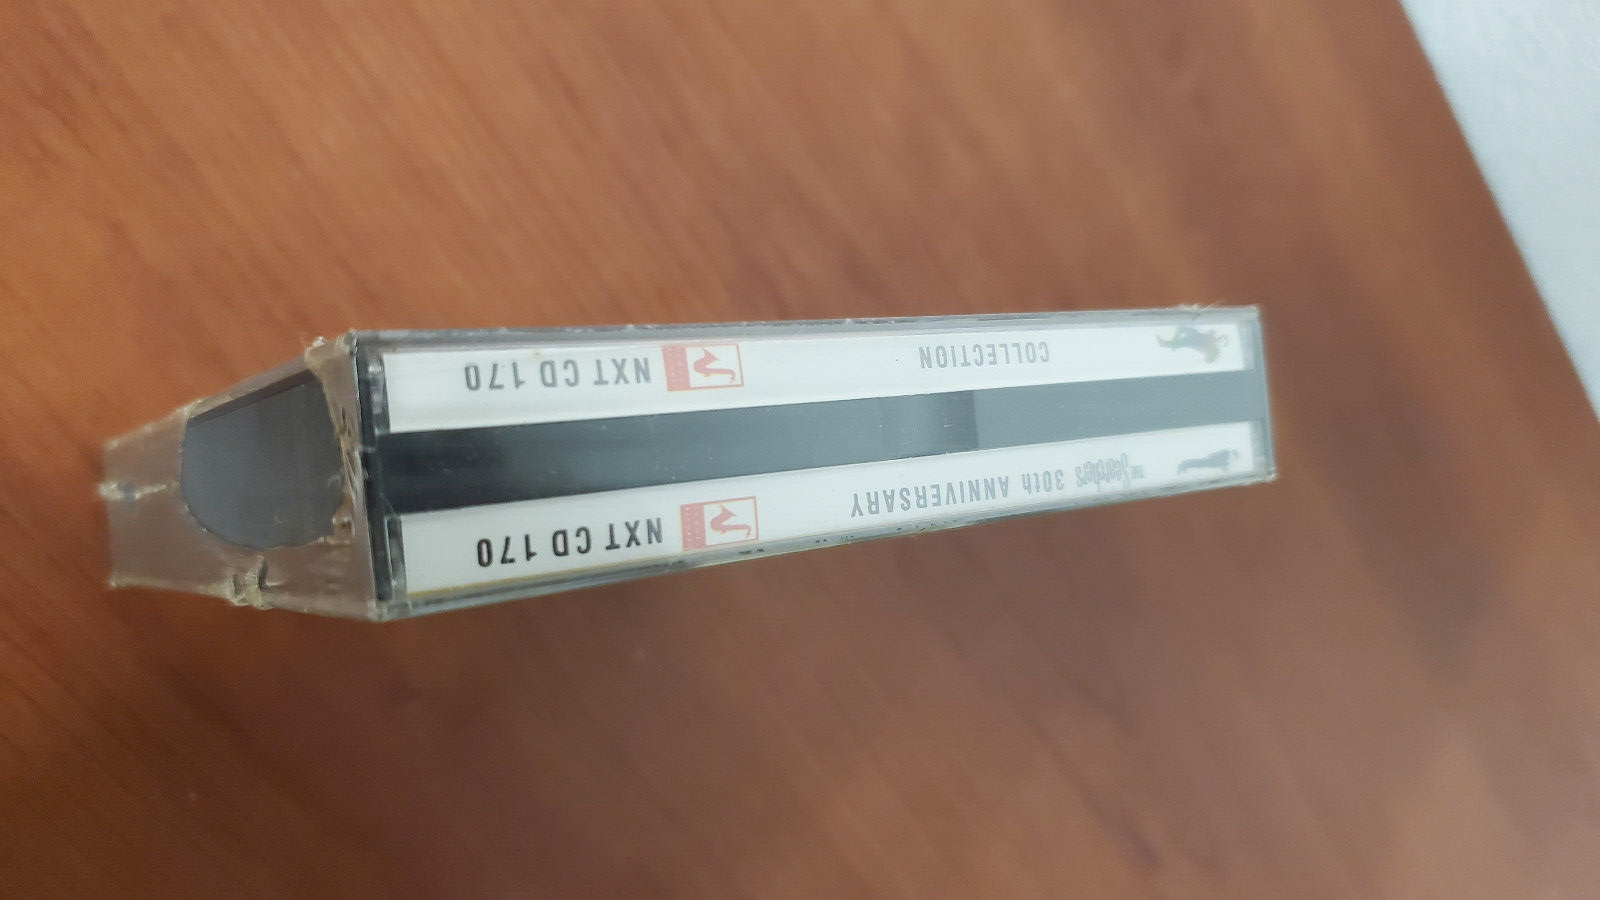 THE Searchers 30th ANNIVERSARY NXT CD 170
COLLECTION NXT CD 170